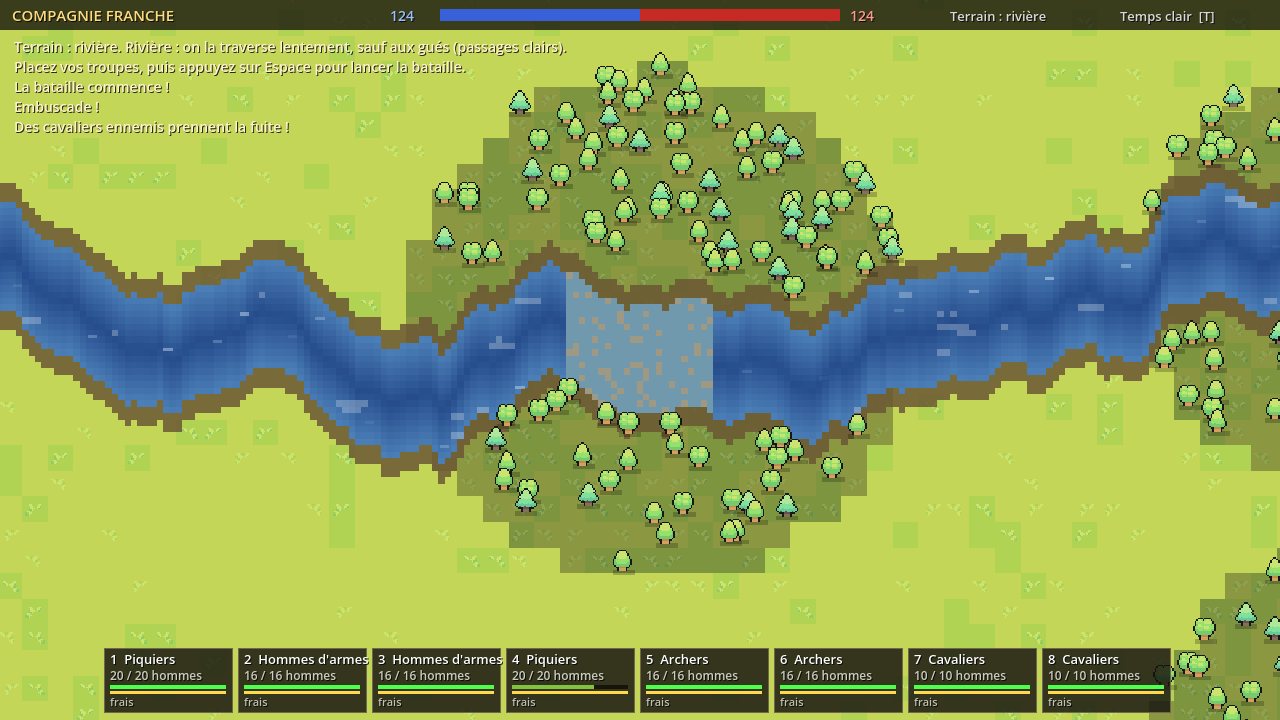 COMPAGNIE FRANCHE 124 124 Terrain : rivière Temps clair [T]
Terrain : rivière. Rivière : on la traverse lentement, sauf aux gués (passages clairs).
Placez vos troupes, puis appuyez sur Espace pour lancer la bataille.
La bataille commence !
Embuscade !
Des cavaliers ennemis prennent la fuite !
1 Piquiers
20 / 20 hommes
frais
2 Hommes d'armes
16 / 16 hommes
frais
3 Hommes d'armes
16 / 16 hommes
frais
4 Piquiers
20 / 20 hommes
frais
5 Archers
16 / 16 hommes
frais
6 Archers
16 / 16 hommes
frais
7 Cavaliers
10 / 10 hommes
frais
8 Cavaliers
10 / 10 hommes
frais